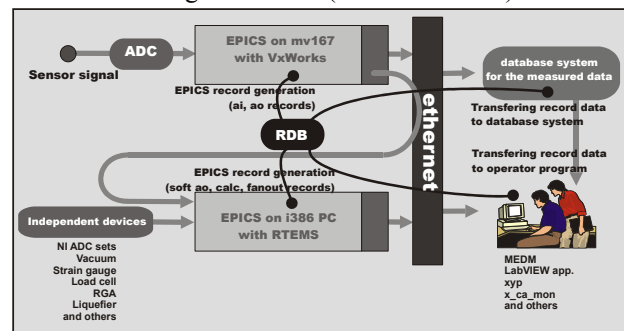 ADC
Sensor signal
EPICS on mv167
with VxWorks
EPICS record generation
(ai, ao records)
RDB
EPICS record generation
(soft ao, calc, fanout records)
EPICS on i386 PC
with RTEMS
Independent devices
NI ADC sets
Vacuum
Strain gauge
Load cell
RGA
Liquefier
and others
ethernet
database system
for the measured data
Transfering record data
to database system
Transfering record data
to operator program
MEDM
LabVIEW app.
xyp
x_ca_mon
and others